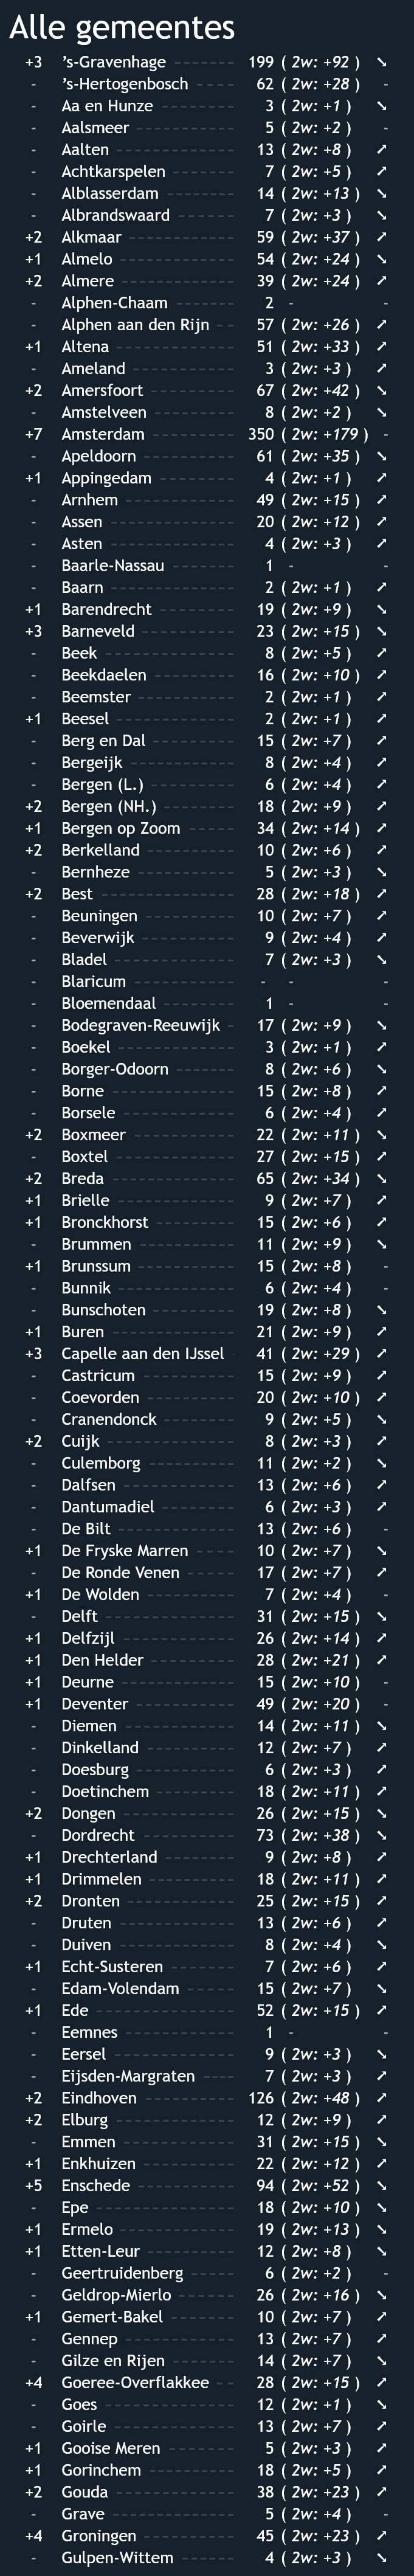 Alle gemeentes
+3 ’s-Gravenhage 199 ( 2w: +92 ) ↘
- ’s-Hertogenbosch 62 ( 2w: +28 ) -
- Aa en Hunze 3 ( 2w: +1 ) ↘
- Aalsmeer 5 ( 2w: +2 ) -
- Aalten 13 ( 2w: +8 ) ↗
- Achtkarspelen 7 ( 2w: +5 ) ↗
- Alblasserdam 14 ( 2w: +13 ) ↘
- Albrandswaard 7 ( 2w: +3 ) ↘
+2 Alkmaar 59 ( 2w: +37 ) ↗
+1 Almelo 54 ( 2w: +24 ) ↘
+2 Almere 39 ( 2w: +24 ) ↗
- Alphen-Chaam 2 - -
- Alphen aan den Rijn 57 ( 2w: +26 ) ↗
+1 Altena 51 ( 2w: +33 ) ↗
- Ameland 3 ( 2w: +3 ) ↗
+2 Amersfoort 67 ( 2w: +42 ) ↘
- Amstelveen 8 ( 2w: +2 ) ↘
+7 Amsterdam 350 ( 2w: +179 ) -
- Apeldoorn 61 ( 2w: +35 ) ↘
+1 Appingedam 4 ( 2w: +1 ) ↗
- Arnhem 49 ( 2w: +15 ) ↗
- Assen 20 ( 2w: +12 ) ↗
- Asten 4 ( 2w: +3 ) ↗
- Baarle-Nassau 1 - -
- Baarn 2 ( 2w: +1 ) ↗
+1 Barendrecht 19 ( 2w: +9 ) ↘
+3 Barneveld 23 ( 2w: +15 ) ↘
- Beek 8 ( 2w: +5 ) ↗
- Beekdaelen 16 ( 2w: +10 ) ↗
- Beemster 2 ( 2w: +1 ) ↗
+1 Beesel 2 ( 2w: +1 ) ↗
- Berg en Dal 15 ( 2w: +7 ) ↗
- Bergeijk 8 ( 2w: +4 ) ↗
- Bergen (L.) 6 ( 2w: +4 ) ↗
+2 Bergen (NH.) 18 ( 2w: +9 ) ↗
+1 Bergen op Zoom 34 ( 2w: +14 ) ↗
+2 Berkelland 10 ( 2w: +6 ) ↗
- Bernheze 5 ( 2w: +3 ) ↘
+2 Best 28 ( 2w: +18 ) ↗
- Beuningen 10 ( 2w: +7 ) ↗
- Beverwijk 9 ( 2w: +4 ) ↗
- Bladel 7 ( 2w: +3 ) ↘
- Blaricum - - -
- Bloemendaal 1 - -
- Bodegraven-Reeuwijk 17 ( 2w: +9 ) ↘
- Boekel 3 ( 2w: +1 ) ↗
- Borger-Odoorn 8 ( 2w: +6 ) ↘
- Borne 15 ( 2w: +8 ) ↗
- Borsele 6 ( 2w: +4 ) ↗
+2 Boxmeer 22 ( 2w: +11 ) ↘
- Boxtel 27 ( 2w: +15 ) ↗
+2 Breda 65 ( 2w: +34 ) ↘
+1 Brielle 9 ( 2w: +7 ) ↗
+1 Bronckhorst 15 ( 2w: +6 ) ↗
- Brummen 11 ( 2w: +9 ) ↘
+1 Brunssum 15 ( 2w: +8 ) -
- Bunnik 6 ( 2w: +4 ) -
- Bunschoten 19 ( 2w: +8 ) ↘
+1 Buren 21 ( 2w: +9 ) ↗
+3 Capelle aan den IJssel 41 ( 2w: +29 ) ↗
- Castricum 15 ( 2w: +9 ) ↗
- Coevorden 20 ( 2w: +10 ) ↗
- Cranendonck 9 ( 2w: +5 ) ↘
+2 Cuijk 8 ( 2w: +3 ) ↗
- Culemborg 11 ( 2w: +2 ) ↘
- Dalfsen 13 ( 2w: +6 ) ↗
- Dantumadiel 6 ( 2w: +3 ) ↗
- De Bilt 13 ( 2w: +6 ) -
+1 De Fryske Marren 10 ( 2w: +7 ) ↘
- De Ronde Venen 17 ( 2w: +7 ) ↗
+1 De Wolden 7 ( 2w: +4 ) -
- Delft 31 ( 2w: +15 ) ↘
+1 Delfzijl 26 ( 2w: +14 ) ↗
+1 Den Helder 28 ( 2w: +21 ) ↗
+1 Deurne 15 ( 2w: +10 ) -
+1 Deventer 49 ( 2w: +20 ) -
- Diemen 14 ( 2w: +11 ) ↘
- Dinkelland 12 ( 2w: +7 ) ↗
- Doesburg 6 ( 2w: +3 ) ↗
- Doetinchem 18 ( 2w: +11 ) ↗
+2 Dongen 26 ( 2w: +15 ) ↘
- Dordrecht 73 ( 2w: +38 ) ↘
+1 Drechterland 9 ( 2w: +8 ) ↗
+1 Drimmelen 18 ( 2w: +11 ) ↗
+2 Dronten 25 ( 2w: +15 ) ↗
- Druten 13 ( 2w: +6 ) ↗
- Duiven 8 ( 2w: +4 ) ↘
+1 Echt-Susteren 7 ( 2w: +6 ) ↗
- Edam-Volendam 15 ( 2w: +7 ) ↘
+1 Ede 52 ( 2w: +15 ) ↗
- Eemnes 1 - -
- Eersel 9 ( 2w: +3 ) ↘
- Eijsden-Margraten 7 ( 2w: +3 ) ↗
+2 Eindhoven 126 ( 2w: +48 ) ↗
+2 Elburg 12 ( 2w: +9 ) ↗
- Emmen 31 ( 2w: +15 ) ↘
+1 Enkhuizen 22 ( 2w: +12 ) ↗
+5 Enschede 94 ( 2w: +52 ) ↘
- Epe 18 ( 2w: +10 ) ↘
+1 Ermelo 19 ( 2w: +13 ) ↘
+1 Etten-Leur 12 ( 2w: +8 ) ↘
- Geertruidenberg 6 ( 2w: +2 ) -
- Geldrop-Mierlo 26 ( 2w: +16 ) ↘
+1 Gemert-Bakel 10 ( 2w: +7 ) ↗
- Gennep 13 ( 2w: +7 ) ↗
- Gilze en Rijen 14 ( 2w: +7 ) ↘
+4 Goeree-Overflakkee 28 ( 2w: +15 ) ↗
- Goes 12 ( 2w: +1 ) ↘
- Goirle 13 ( 2w: +7 ) ↗
+1 Gooise Meren 5 ( 2w: +3 ) ↗
+1 Gorinchem 18 ( 2w: +5 ) ↗
+2 Gouda 38 ( 2w: +23 ) ↗
- Grave 5 ( 2w: +4 ) -
+4 Groningen 45 ( 2w: +23 ) ↗
- Gulpen-Wittem 4 ( 2w: +3 ) ↘